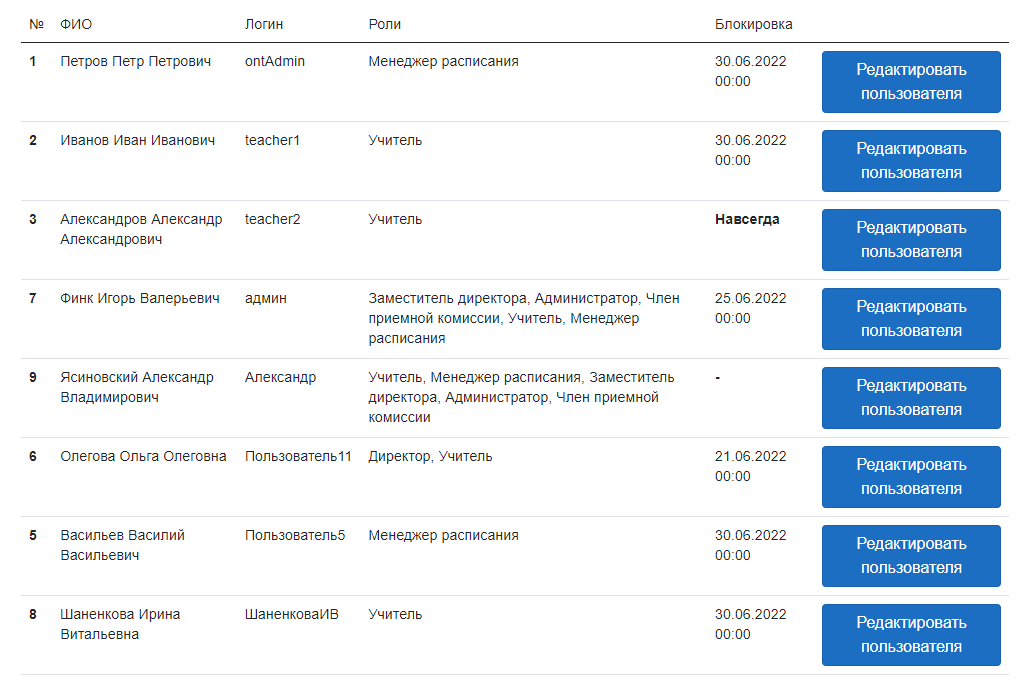 № ФИО Логин Роли Блокировка
1 Петров Петр Петрович ontAdmin Менеджер расписания 30.06.2022 00:00 Редактировать пользователя
2 Иванов Иван Иванович teacher1 Учитель 30.06.2022 00:00 Редактировать пользователя
3 Александров Александр Александрович teacher2 Учитель Навсегда Редактировать пользователя
7 Финк Игорь Валерьевич админ Заместитель директора, Администратор, Член приемной комиссии, Учитель, Менеджер расписания 25.06.2022 00:00 Редактировать пользователя
9 Ясиновский Александр Владимирович Александр Учитель, Менеджер расписания, Заместитель директора, Администратор, Член приемной комиссии - Редактировать пользователя
6 Олегова Ольга Олеговна Пользователь11 Директор, Учитель 21.06.2022 00:00 Редактировать пользователя
5 Васильев Василий Васильевич Пользователь5 Менеджер расписания 30.06.2022 00:00 Редактировать пользователя
8 Шаненкова Ирина Витальевна ШаненковаИВ Учитель 30.06.2022 00:00 Редактировать пользователя